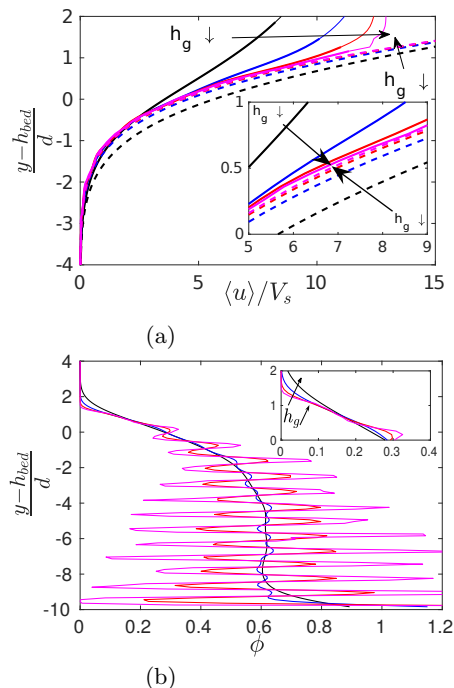 2
1
0
-1
-2
-3
-4
y−h_bed
d
h_g ↓
h_g ↓
1
0.5
0
h_g ↓
h_g ↓
5 6 7 8 9
0 5 10 15
⟨u⟩/V_s
(a)
4
2
0
-2
-4
-6
-8
-10
y−h_bed
d
2
1
0
h_g
0 0.1 0.2 0.3 0.4
0 0.2 0.4 0.6 0.8 1 1.2
ϕ
(b)